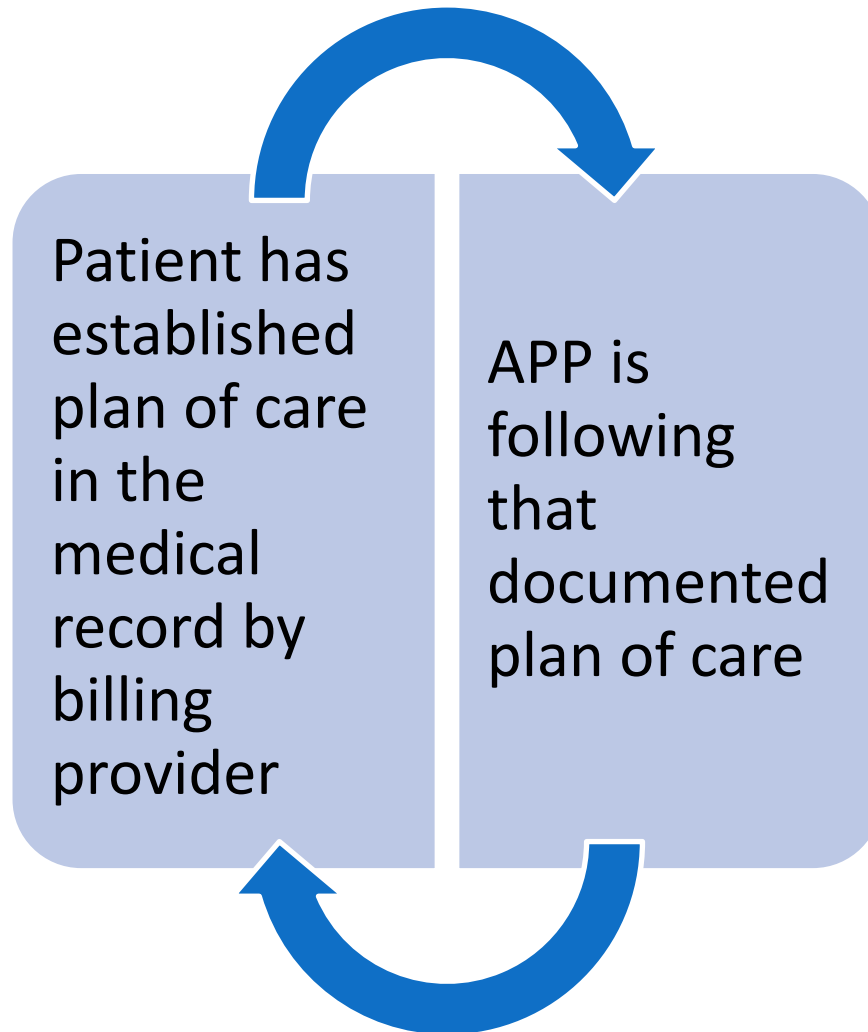 Patient has
established
plan of care
in the
medical
record by
billing
provider
APP is
following
that
documented
plan of care